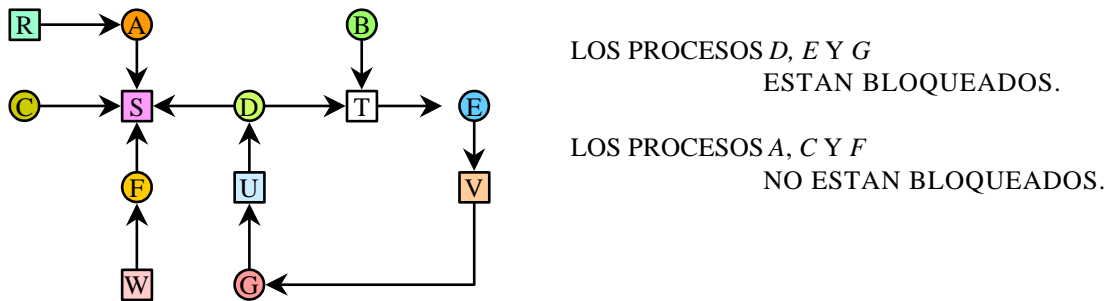 R A B
LOS PROCESOS D, E Y G
ESTAN BLOQUEADOS.
C S D T E
LOS PROCESOS A, C Y F
NO ESTAN BLOQUEADOS.
F U V
W G